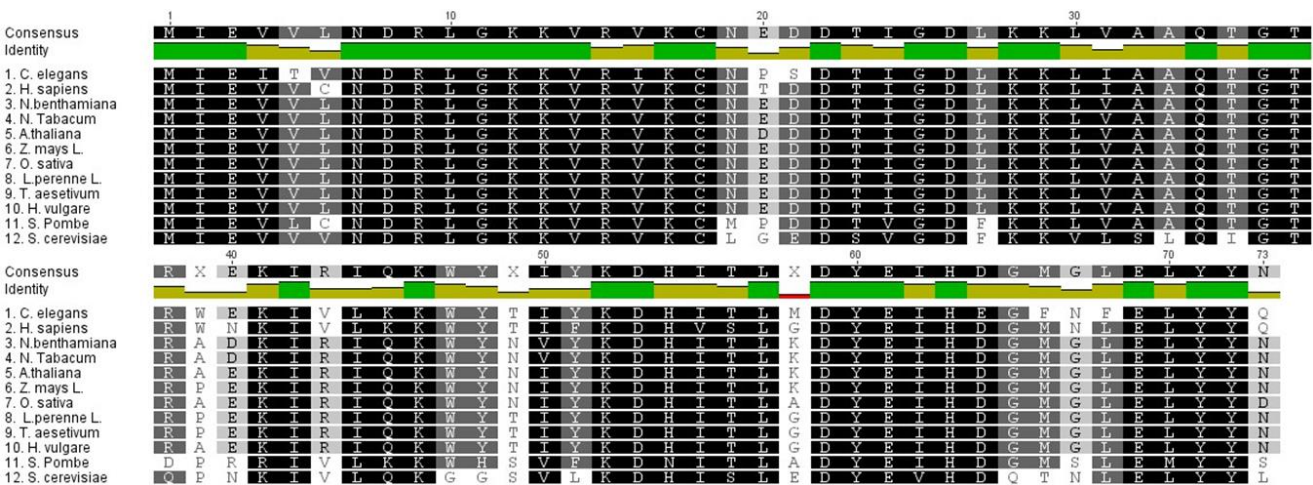 1 10 20 30
Consensus M I E V V L N D R L G K K V R V K C N E D D T I G D L K K L V A A Q T G T
Identity
1. C. elegans M I E I T V N D R L G K K V R I K C N P S D T I G D L K K L I A A Q T G T
2. H. sapiens M I E V V C N D R L G K K V R V K C N T D D T I G D L K K L I A A Q T G T
3. N.benthamiana M I E V V L N D R L G K K V R V K C N E D D T I G D L K K L V A A Q T G T
4. N. Tabacum M I E V V L N D R L G K K V R V K C N E D D T I G D L K K L V A A Q T G T
5. A.thaliana M I E V V L N D R L G K K V R V K C N D D D T I G D L K K L V A A Q T G T
6. Z. mays L. M I E V V L N D R L G K K V R V K C N E D D T I G D L K K L V A A Q T G T
7. O. sativa M I E V V L N D R L G K K V R V K C N E D D T I G D L K K L V A A Q T G T
8. L.perenne L. M I E V V L N D R L G K K V R V K C N E D D T I G D L K K L V A A Q T G T
9. T. aesetivum M I E V V L N D R L G K K V R V K C N E D D T I G D L K K L V A A Q T G T
10. H. vulgare M I E V V L N D R L G K K V R V K C N E D D T I G D L K K L V A A Q T G T
11. S. Pombe M I E V L C N D R L G K K V R V K C M P D D T V G D F K K L V A A Q T G T
12. S. cerevisiae M I E V V V N D R L G K K V R V K C L G E D S V G D F K K V L S L Q I G T
40 50 60 70 73
Consensus R X E K I R I Q K W Y X I Y K D H I T L X D Y E I H D G M G L E L Y Y N
Identity
1. C. elegans R W E K I V L K K W Y T I Y K D H I T L M D Y E I H E G F N F E L Y Y Q
2. H. sapiens R W N K I V L K K W Y T I F K D H V S L G D Y E I H D G M N L E L Y Y Q
3. N.benthamiana R A D K I R I Q K W Y N V Y K D H I T L K D Y E I H D G M G L E L Y Y N
4. N. Tabacum R A D K I R I Q K W Y N V Y K D H I T L K D Y E I H D G M G L E L Y Y N
5. A.thaliana R A E K I R I Q K W Y N I Y K D H I T L K D Y E I H D G M G L E L Y Y N
6. Z. mays L. R P E K I R I Q K W Y N I Y K D H I T L K D Y E I H D G M G L E L Y Y N
7. O. sativa R A E K I R I Q K W Y N I Y K D H I T L A D Y E I H D G M G L E L Y Y D
8. L.perenne L. R P E K I R I Q K W Y T I Y K D H I T L G D Y E I H D G M G L E L Y Y N
9. T. aesetivum R P E K I R I Q K W Y T I Y K D H I T L G D Y E I H D G M G L E L Y Y N
10. H. vulgare R A E K I R I Q K W Y T I Y K D H I T L G D Y E I H D G M G L E L Y Y N
11. S. Pombe D P R R I V L K K W H S V F K D N I T L A D Y E I H D G M S L E M Y Y S
12. S. cerevisiae Q P N K I V L Q K G G S V L K D H I S L E D Y E V H D Q T N L E L Y Y L